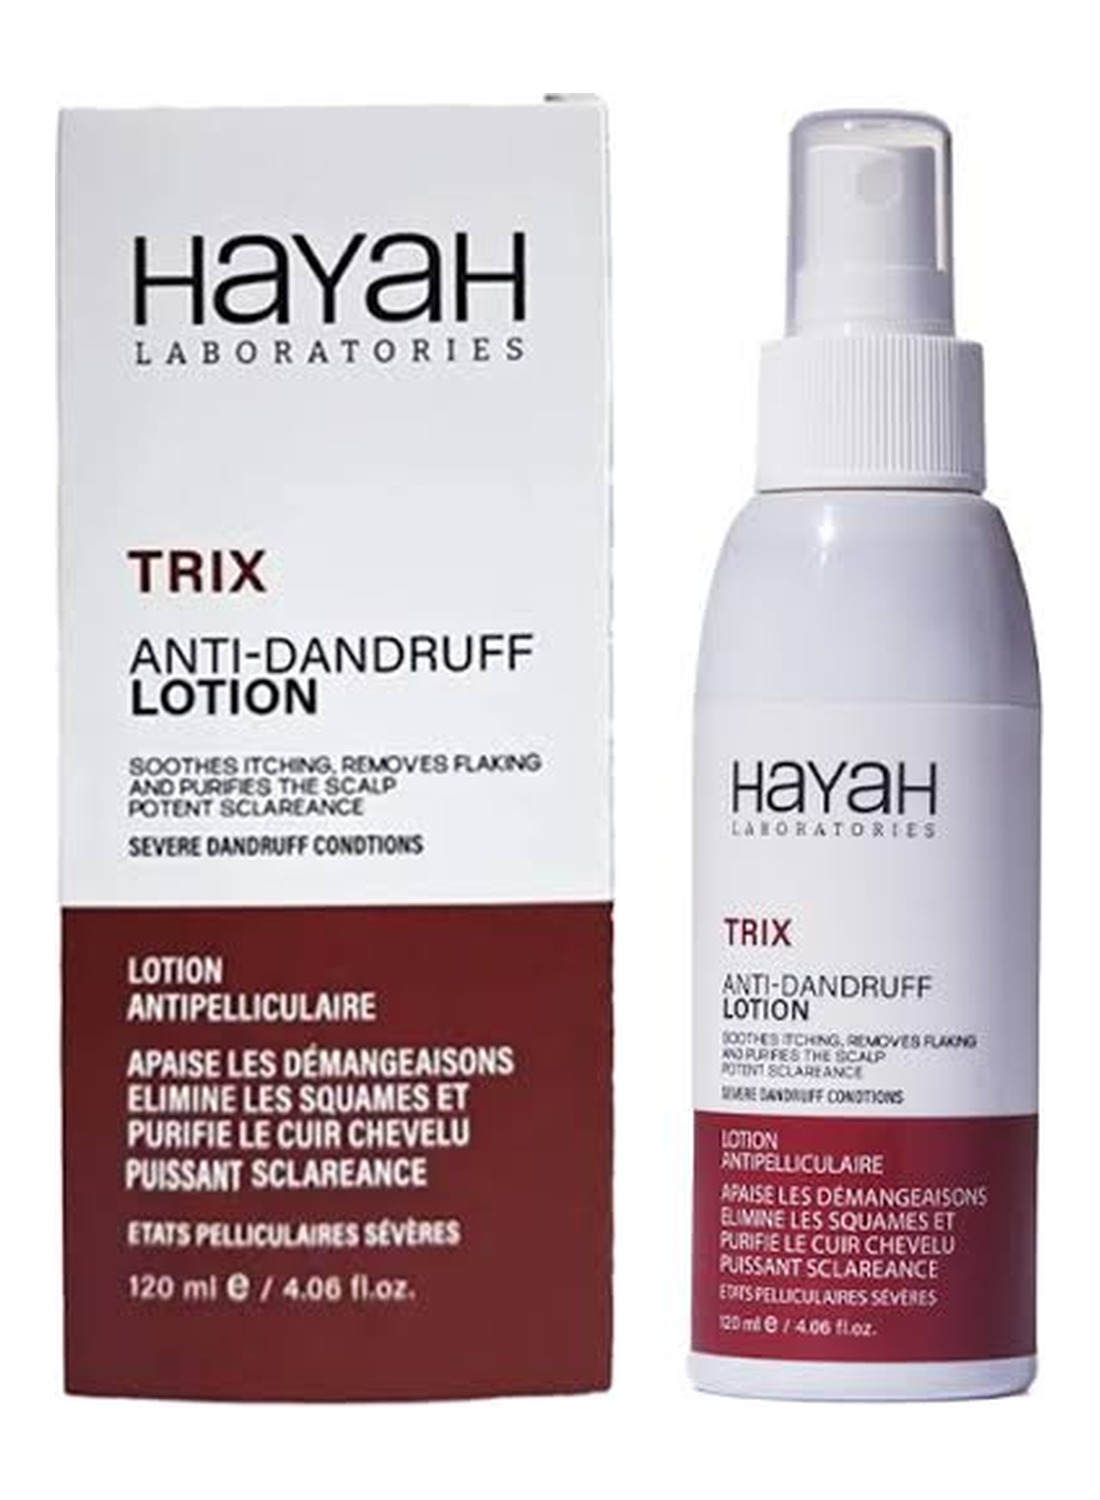 HAYAH
LABORATORIES
TRIX
ANTI-DANDRUFF
LOTION
SOOTHES ITCHING, REMOVES FLAKING
AND PURIFIES THE SCALP
POTENT SCLAREANCE
SEVERE DANDRUFF CONDTIONS
LOTION
ANTIPELLICULAIRE
APAISE LES DÉMANGEAISONS
ELIMINE LES SQUAMES ET
PURIFIE LE CUIR CHEVELU
PUISSANT SCLAREANCE
ETATS PELLICULAIRES SÉVÈRES
120 ml e / 4.06 fl.oz.
HAYAH
LABORATORIES
TRIX
ANTI-DANDRUFF
LOTION
SOOTHES ITCHING, REMOVES FLAKING
AND PURIFIES THE SCALP
POTENT SCLAREANCE
SEVERE DANDRUFF CONDTIONS
LOTION
ANTIPELLICULAIRE
APAISE LES DÉMANGEAISONS
ELIMINE LES SQUAMES ET
PURIFIE LE CUIR CHEVELU
PUISSANT SCLAREANCE
ETATS PELLICULAIRES SÉVÈRES
120 ml e / 4.06 fl.oz.